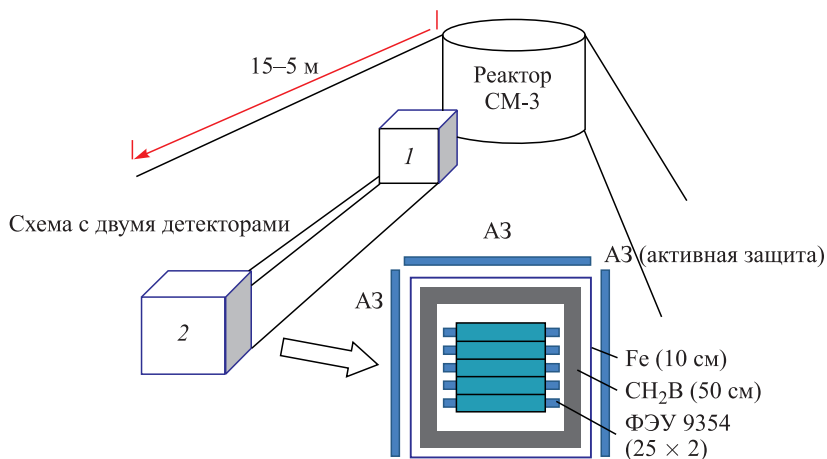 15–5 м
Реактор
СМ-3
1
Схема с двумя детекторами
АЗ
АЗ (активная защита)
АЗ
2
Fe (10 см)
CH₂B (50 см)
ФЭУ 9354
(25 × 2)